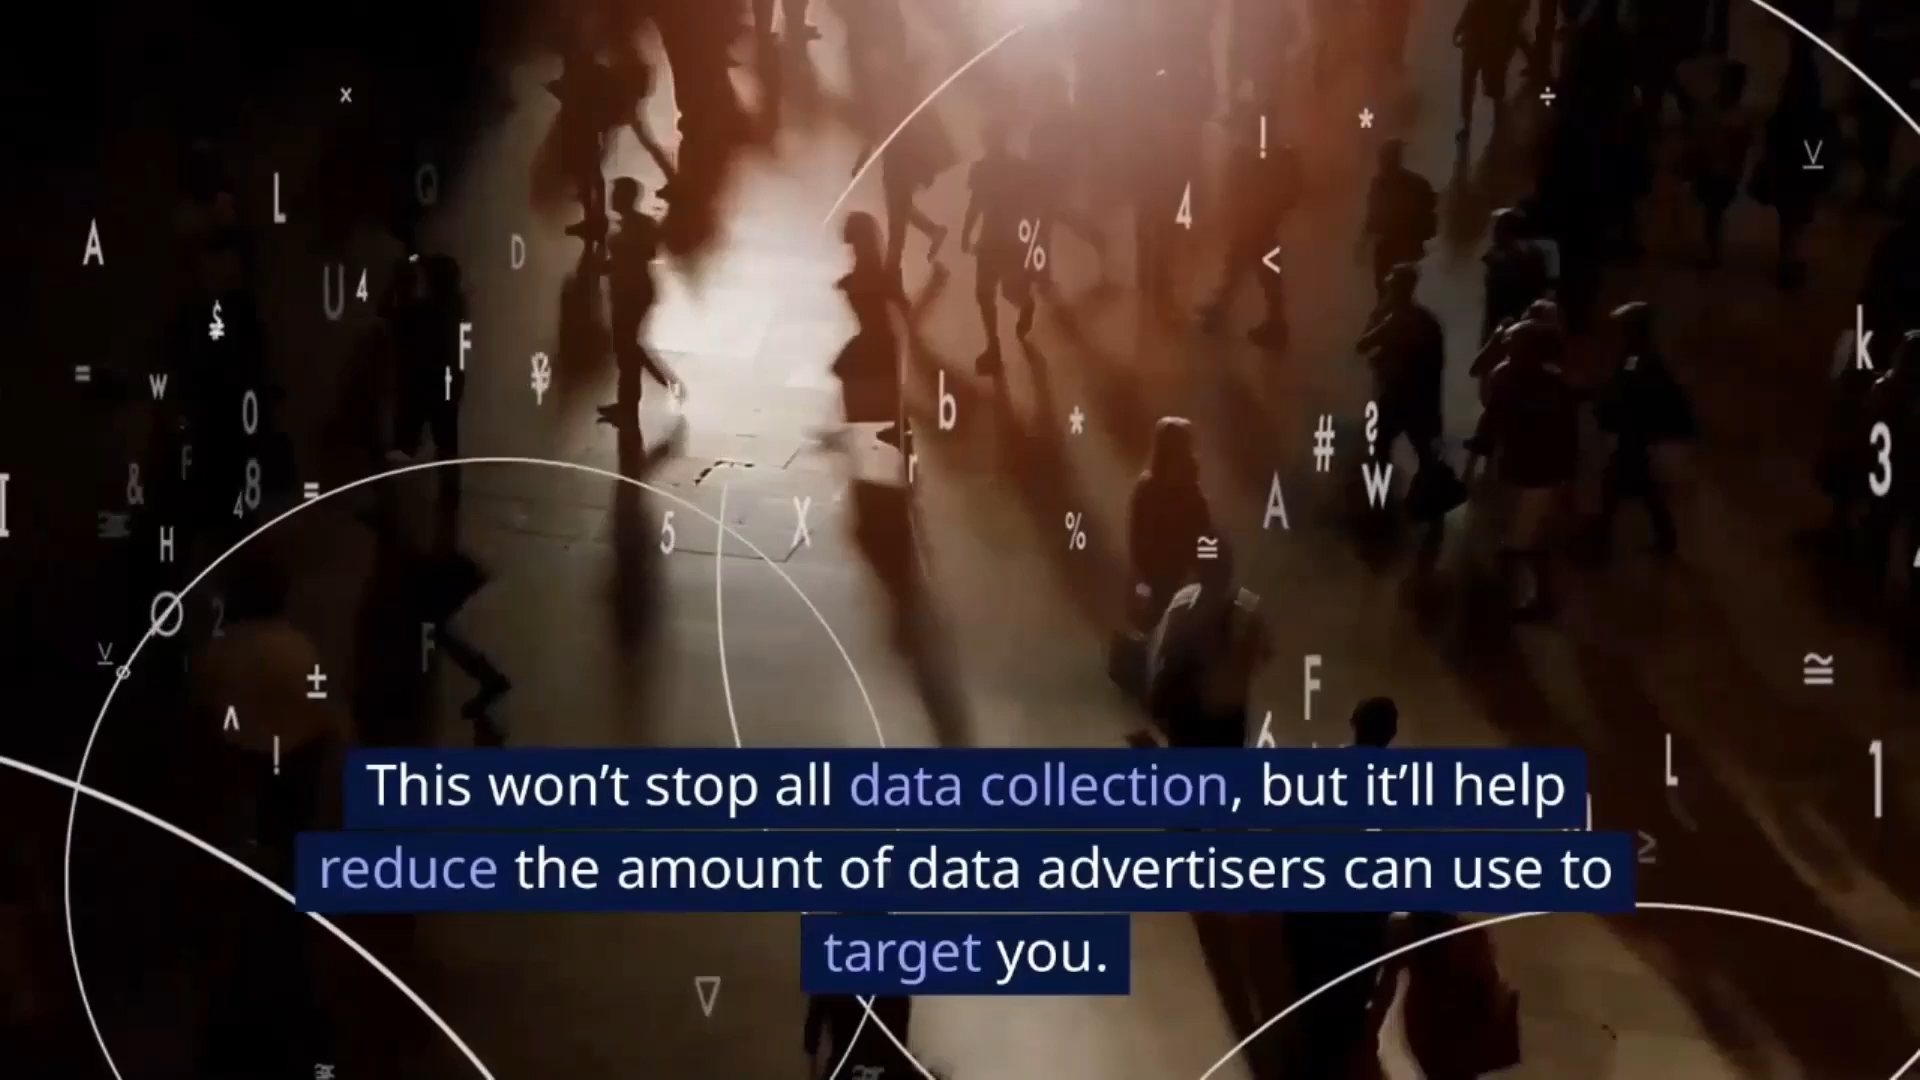 This won’t stop all data collection, but it’ll help
reduce the amount of data advertisers can use to
target you.